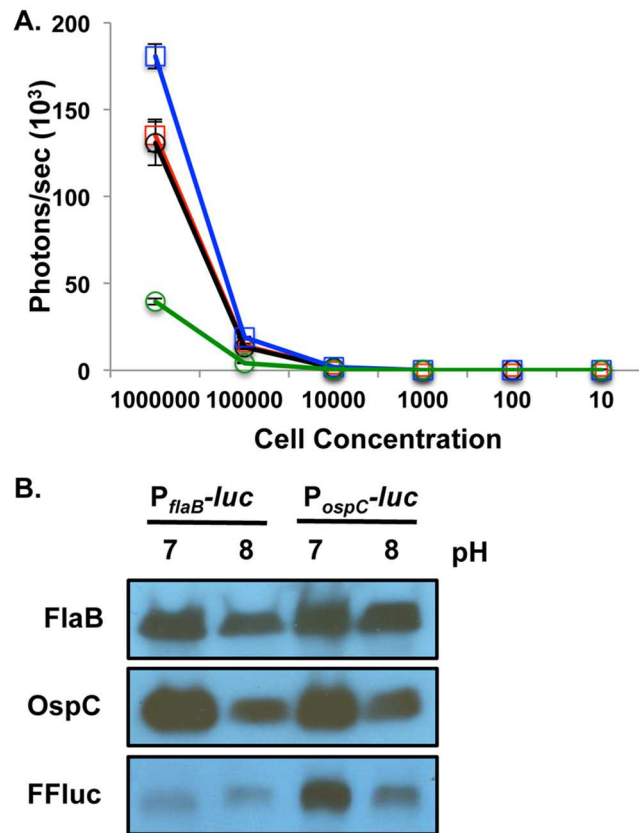 A.
Photons/sec (10³)
200
150
100
50
0
10000000 1000000 100000 1000 100 10
Cell Concentration
B.
PflaB-luc PospC-luc
7 8 7 8 pH
FlaB
OspC
FFluc